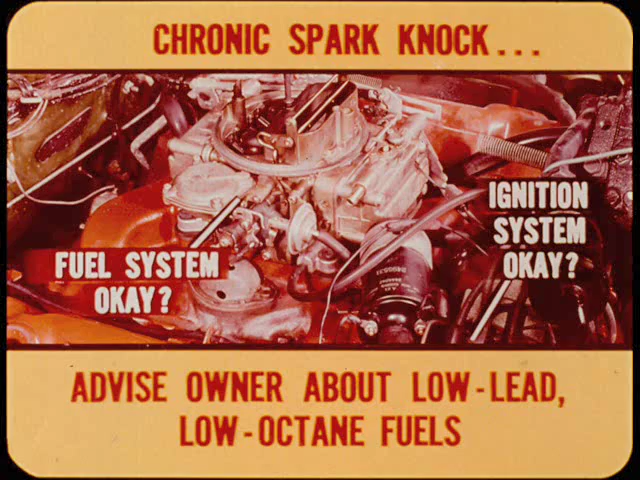 CHRONIC SPARK KNOCK...
IGNITION
SYSTEM
OKAY?
FUEL SYSTEM
OKAY?
ADVISE OWNER ABOUT LOW-LEAD,
LOW-OCTANE FUELS